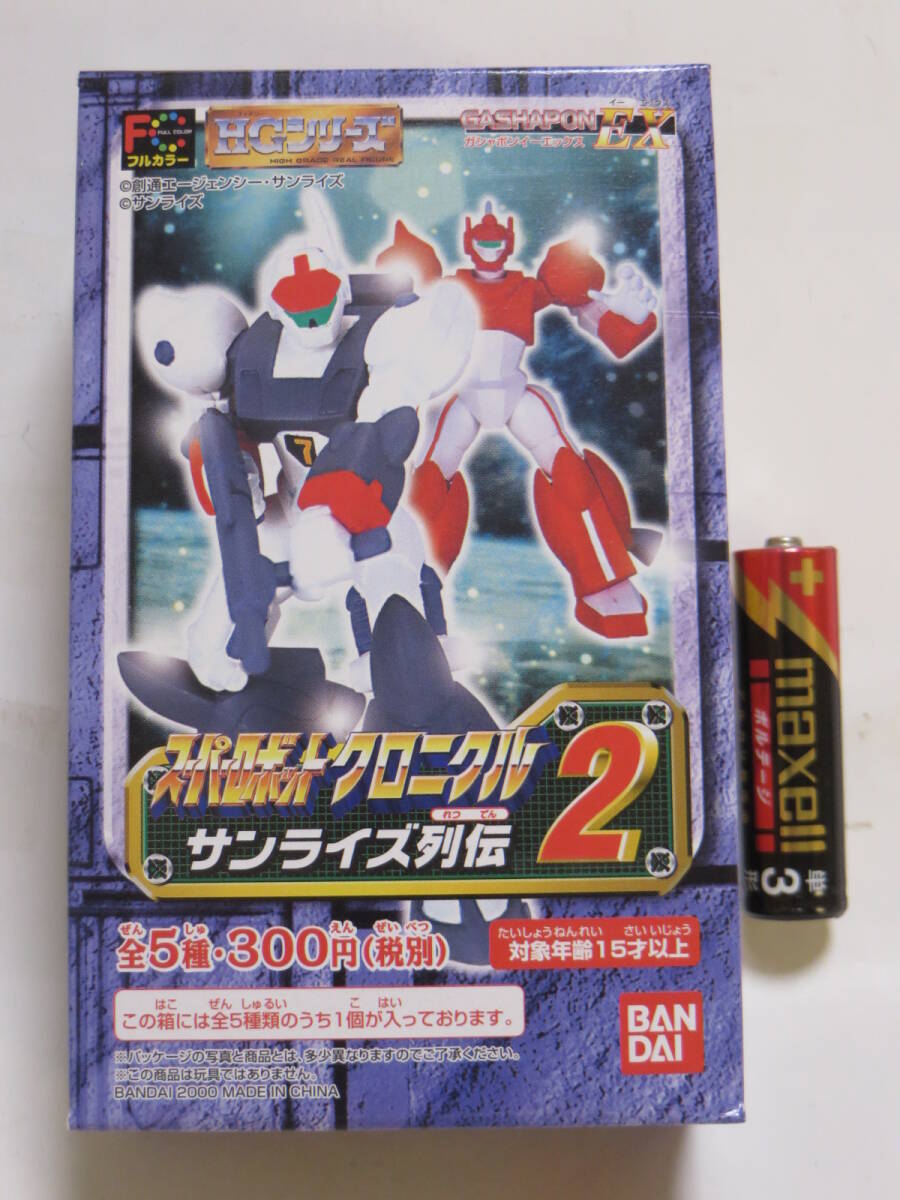 F FULL COLOR
フルカラー
HGシリーズ
HIGH GRADE REAL FIGURE
GASHAPON EX
ガシャポンイーエックス
©創通エージェンシー・サンライズ
©サンライズ
7
スーパーロボットクロニクル
サンライズ列伝
れつ でん
2
ぜん しゅ えん ぜいべつ
全5種・300円(税別)
たいしょうねんれい さいいじょう
対象年齢15才以上
はこ ぜん しゅるい こ はい
この箱には全5種類のうち1個が入っております。
※パッケージの写真と商品とは、多少異なりますのでご了承ください。
※この商品は玩具ではありません。
BANDAI 2000 MADE IN CHINA
BAN
DAI
+
maxell
ボルテージ
単3形